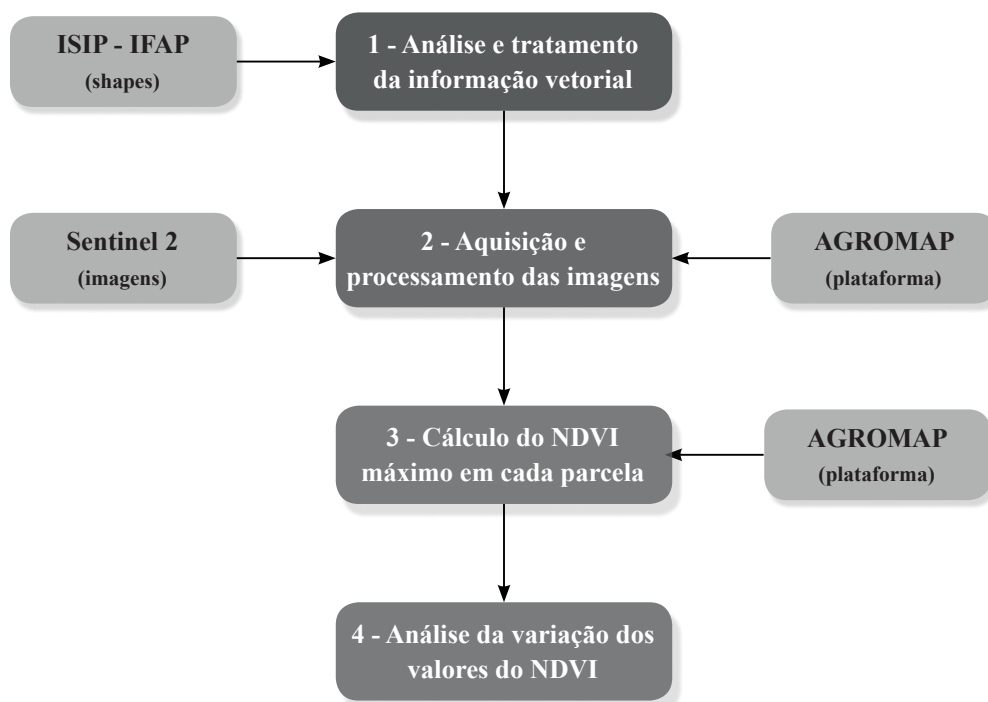 ISIP - IFAP
(shapes)
1 - Análise e tratamento
da informação vetorial
Sentinel 2
(imagens)
2 - Aquisição e
processamento das imagens
AGROMAP
(plataforma)
3 - Cálculo do NDVI
máximo em cada parcela
AGROMAP
(plataforma)
4 - Análise da variação dos
valores do NDVI